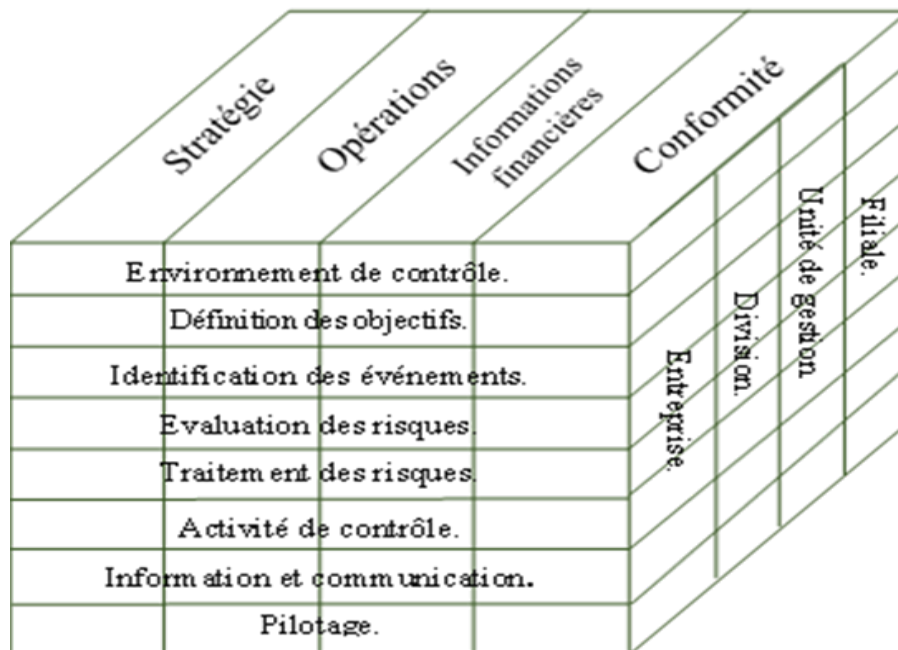 Stratégie
Opérations
Informations
financières
Conformité
Environnement de contrôle.
Définition des objectifs.
Identification des événements.
Evaluation des risques.
Traitement des risques.
Activité de contrôle.
Information et communication.
Pilotage.
Entreprise.
Division.
Unité de gestion
Filiale.